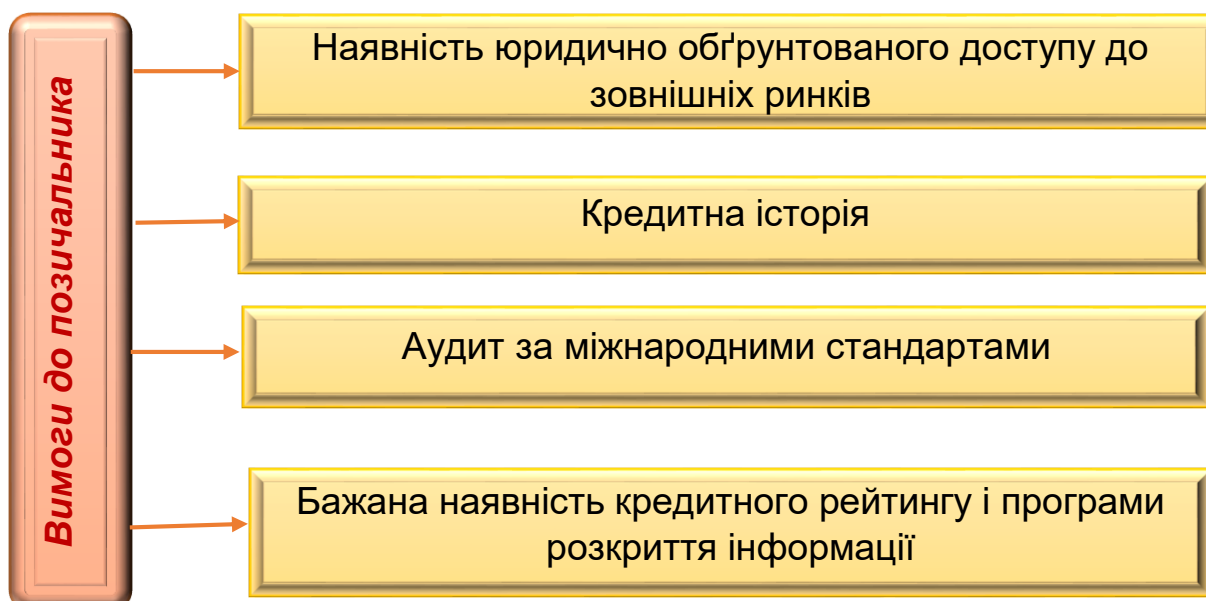 Вимоги до позичальника
Наявність юридично обґрунтованого доступу до
зовнішніх ринків
Кредитна історія
Аудит за міжнародними стандартами
Бажана наявність кредитного рейтингу і програми
розкриття інформації